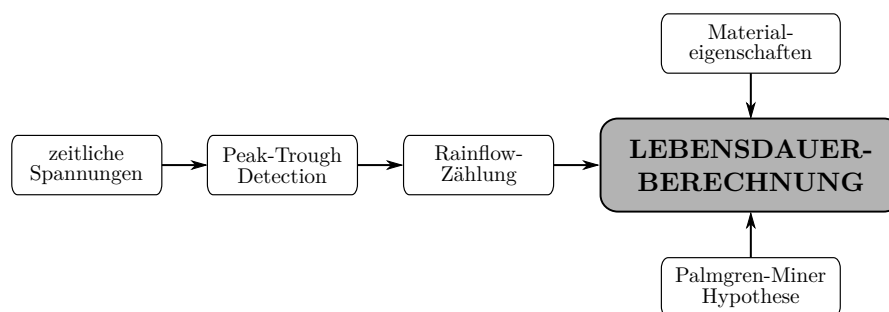 Material-
eigenschaften
zeitliche
Spannungen
Peak-Trough
Detection
Rainflow-
Zählung
LEBENSDAUER-
BERECHNUNG
Palmgren-Miner
Hypothese